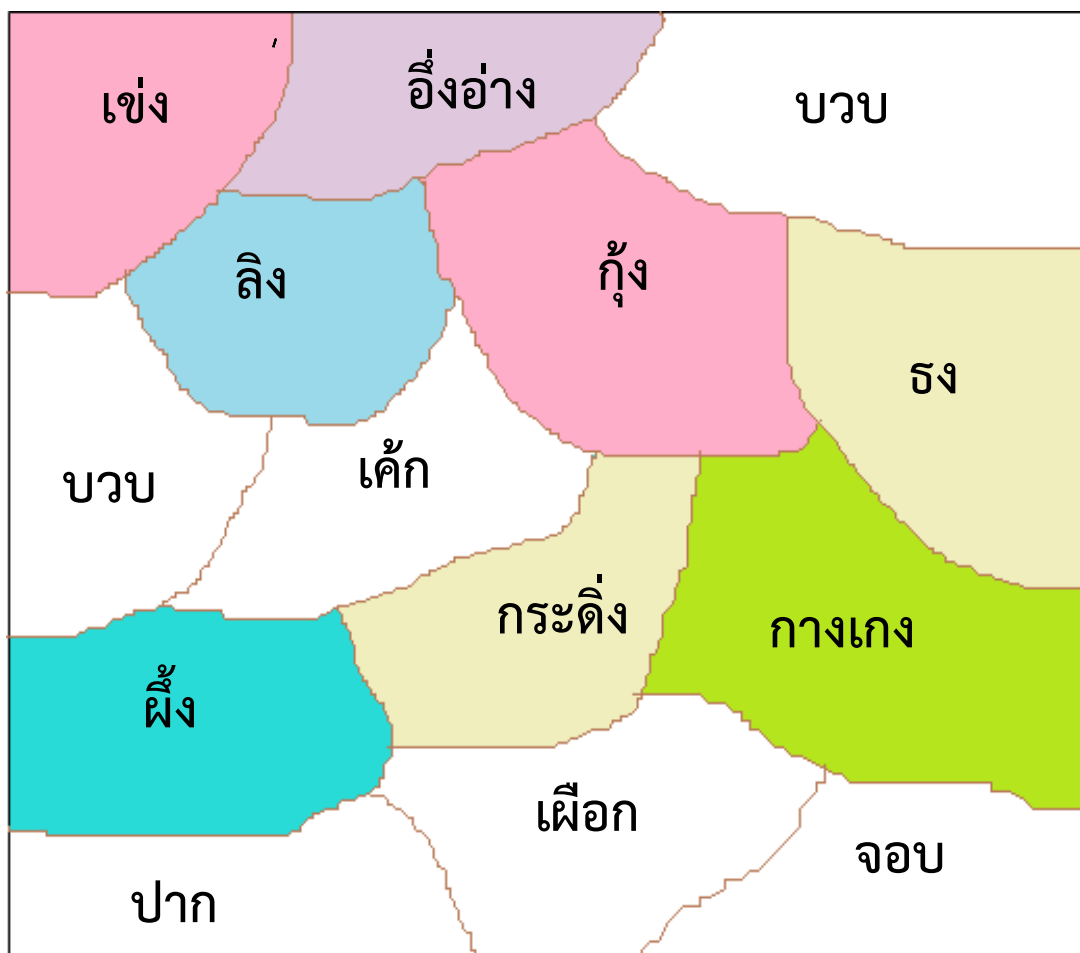 เข่ง
อึ่งอ่าง
บวบ
ลิง
กุ้ง
ธง
บวบ
เค้ก
กระดิ่ง
กางเกง
ผึ้ง
เผือก
จอบ
ปาก